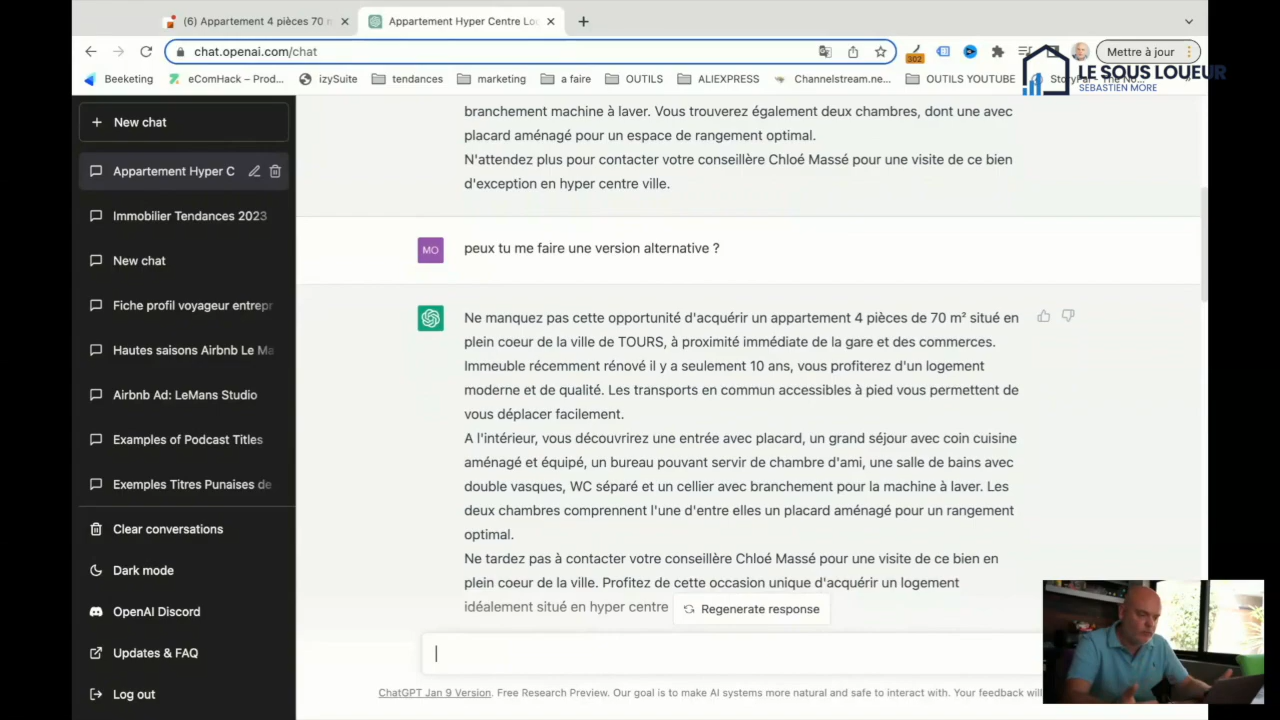 (6) Appartement 4 pièces 70 m
Appartement Hyper Centre Lo
chat.openai.com/chat
302
Mettre à jour
Beeketing
eComHack – Prod...
izySuite
tendances
marketing
a faire
OUTILS
ALIEXPRESS
Channelstream.ne...
OUTILS YOUTUBE
LE SOUS LOUEUR
SEBASTIEN MORE
New chat
Appartement Hyper C
Immobilier Tendances 2023
New chat
Fiche profil voyageur entrepr
Hautes saisons Airbnb Le Ma
Airbnb Ad: LeMans Studio
Examples of Podcast Titles
Exemples Titres Punaises de
Clear conversations
Dark mode
OpenAI Discord
Updates & FAQ
Log out
branchement machine à laver. Vous trouverez également deux chambres, dont une avec
placard aménagé pour un espace de rangement optimal.
N'attendez plus pour contacter votre conseillère Chloé Massé pour une visite de ce bien
d'exception en hyper centre ville.
MO
peux tu me faire une version alternative ?
Ne manquez pas cette opportunité d'acquérir un appartement 4 pièces de 70 m² situé en
plein coeur de la ville de TOURS, à proximité immédiate de la gare et des commerces.
Immeuble récemment rénové il y a seulement 10 ans, vous profiterez d'un logement
moderne et de qualité. Les transports en commun accessibles à pied vous permettent de
vous déplacer facilement.
A l'intérieur, vous découvrirez une entrée avec placard, un grand séjour avec coin cuisine
aménagé et équipé, un bureau pouvant servir de chambre d'ami, une salle de bains avec
double vasques, WC séparé et un cellier avec branchement pour la machine à laver. Les
deux chambres comprennent l'une d'entre elles un placard aménagé pour un rangement
optimal.
Ne tardez pas à contacter votre conseillère Chloé Massé pour une visite de ce bien en
plein coeur de la ville. Profitez de cette occasion unique d'acquérir un logement
idéalement situé en hyper centre
Regenerate response
ChatGPT Jan 9 Version. Free Research Preview. Our goal is to make AI systems more natural and safe to interact with. Your feedback will